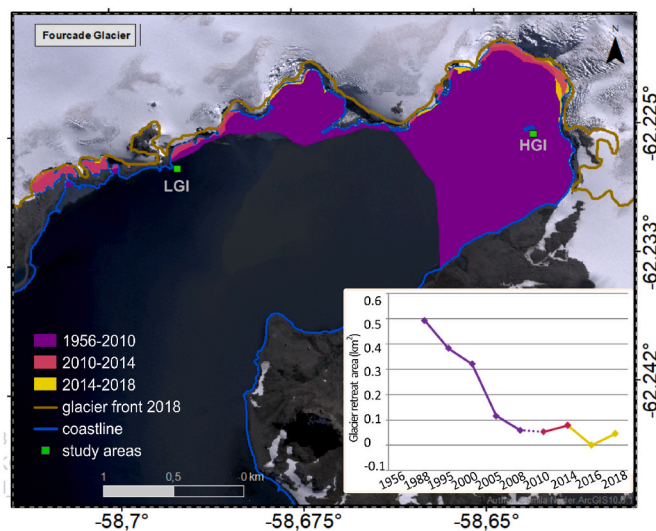 Fourcade Glacier
N
HGI
LGI
-62.225°
-62.233°
-62.242°
1956-2010
2010-2014
2014-2018
glacier front 2018
coastline
study areas
1 0,5 0 km
0.6
0.5
0.4
0.3
0.2
0.1
0
-0.1
Glacier retreat area (km²)
1956 1988 1995 2000 2005 2008 2010 2014 2016 2018
-58,7° -58,675° -58,65°